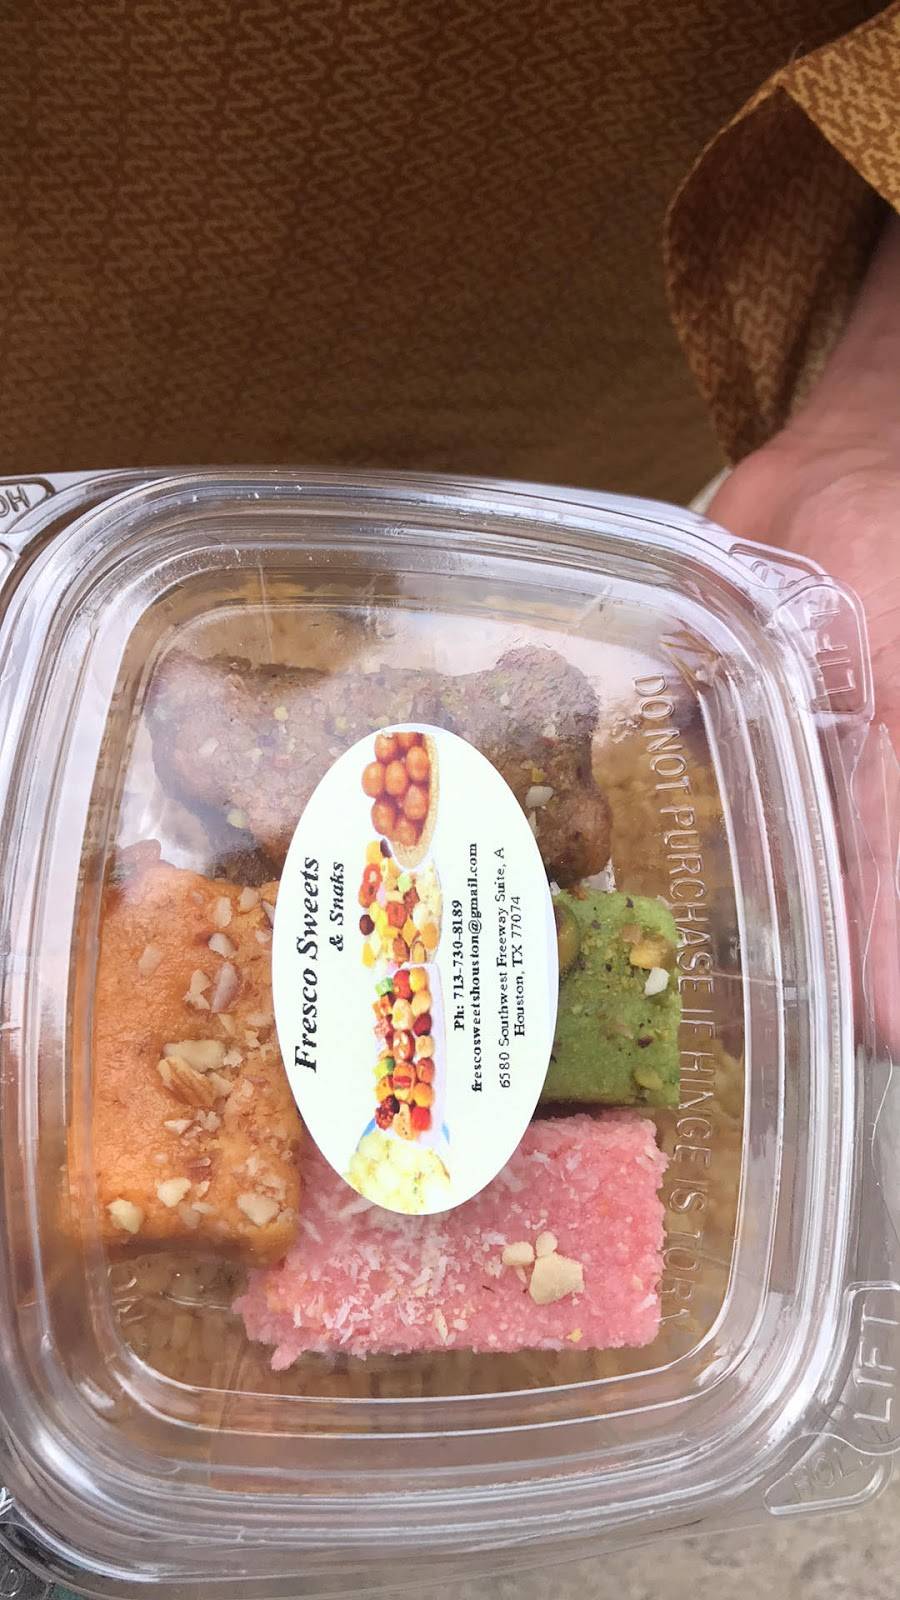 Fresco Sweets
& Snaks
Ph: 713-730-8189
frescosweetshouston@gmail.com
6580 Southwest Freeway Suite, A
Houston, TX 77074
DO NOT PURCHASE IF HINGE IS TORN
LIFT
LIFT